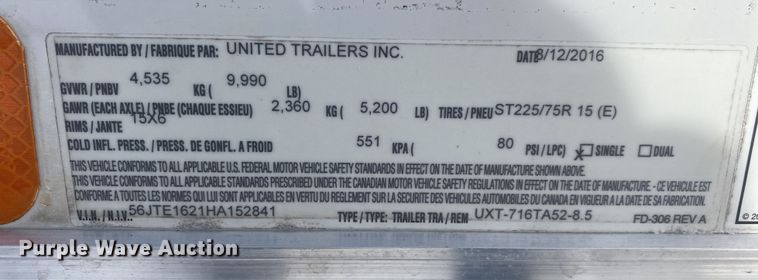 MANUFACTURED BY / FABRIQUE PAR: UNITED TRAILERS INC. DATE 8/12/2016
GVWR / PNBV 4,535 KG ( 9,990 LB)
GAWR (EACH AXLE) / PNBE (CHAQUE ESSIEU) 2,360 KG ( 5,200 LB) TIRES / PNEU ST225/75R 15 (E)
RIMS / JANTE 15X6
COLD INFL. PRESS. / PRESS. DE GONFL. A FROID 551 KPA ( 80 PSI / LPC) X SINGLE DUAL
THIS VEHICLE CONFORMS TO ALL APPLICABLE U.S. FEDERAL MOTOR VEHICLE SAFETY STANDARDS IN EFFECT ON THE DATE OF MANUFACTURE SHOWN ABOVE.
THIS VEHICLE CONFORMS TO ALL APPLICABLE STANDARDS PRESCRIBED UNDER THE CANADIAN MOTOR VEHICLE SAFETY REGULATIONS IN EFFECT ON THE DATE OF MANUFACTURE / CE VEHICULE EST
CONFORME A TOUTES LES NORMES QUI LUI SONT APPLICABLES EN VERTU DU REGLEMENT SUR LA SECURITE DES VEHICULES AUTOMOBILES DU CANADA EN VIGUEUR A LA DATE DE SA FABRICATION.
V.I.N. / N.I.V. 56JTE1621HA152841 TYPE / TYPE: TRAILER TRA / REM UXT-716TA52-8.5 FD-306 REV A
Purple Wave Auction